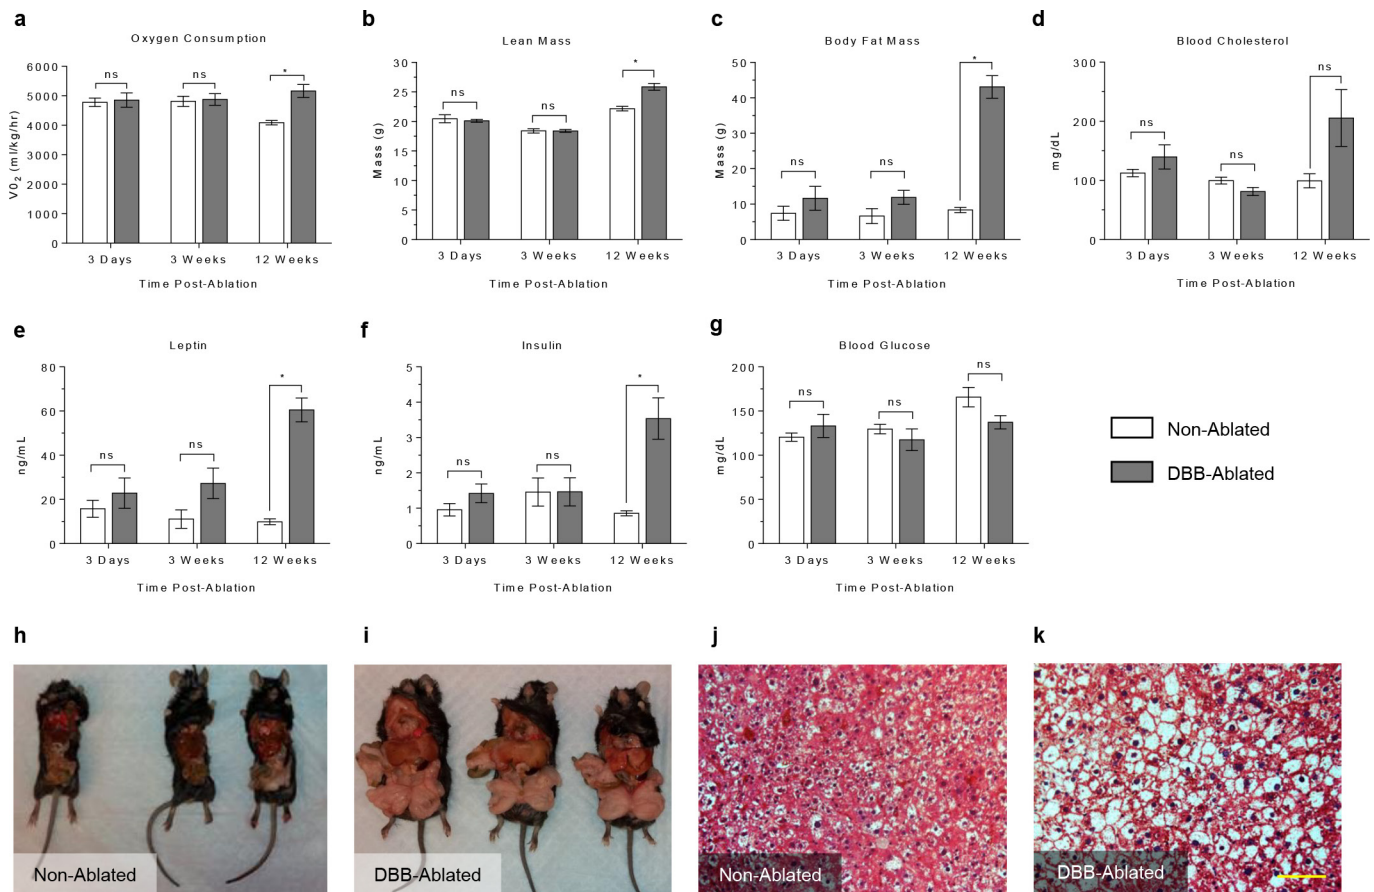 a
Oxygen Consumption
V0₂ (ml/kg/hr)
6000
5000
4000
3000
2000
1000
0
ns
ns
*
3 Days
3 Weeks
12 Weeks
Time Post-Ablation
b
Lean Mass
Mass (g)
30
25
20
15
10
5
0
ns
ns
*
3 Days
3 Weeks
12 Weeks
Time Post-Ablation
c
Body Fat Mass
Mass (g)
50
40
30
20
10
0
ns
ns
*
3 Days
3 Weeks
12 Weeks
Time Post-Ablation
d
Blood Cholesterol
mg/dL
300
200
100
0
ns
ns
ns
3 Days
3 Weeks
12 Weeks
Time Post-Ablation
e
Leptin
ng/mL
80
60
40
20
0
ns
ns
*
3 Days
3 Weeks
12 Weeks
Time Post-Ablation
f
Insulin
ng/mL
5
4
3
2
1
0
ns
ns
*
3 Days
3 Weeks
12 Weeks
Time Post-Ablation
g
Blood Glucose
mg/dL
200
150
100
50
0
ns
ns
ns
3 Days
3 Weeks
12 Weeks
Time Post-Ablation
Non-Ablated
DBB-Ablated
h
Non-Ablated
i
DBB-Ablated
j
Non-Ablated
k
DBB-Ablated